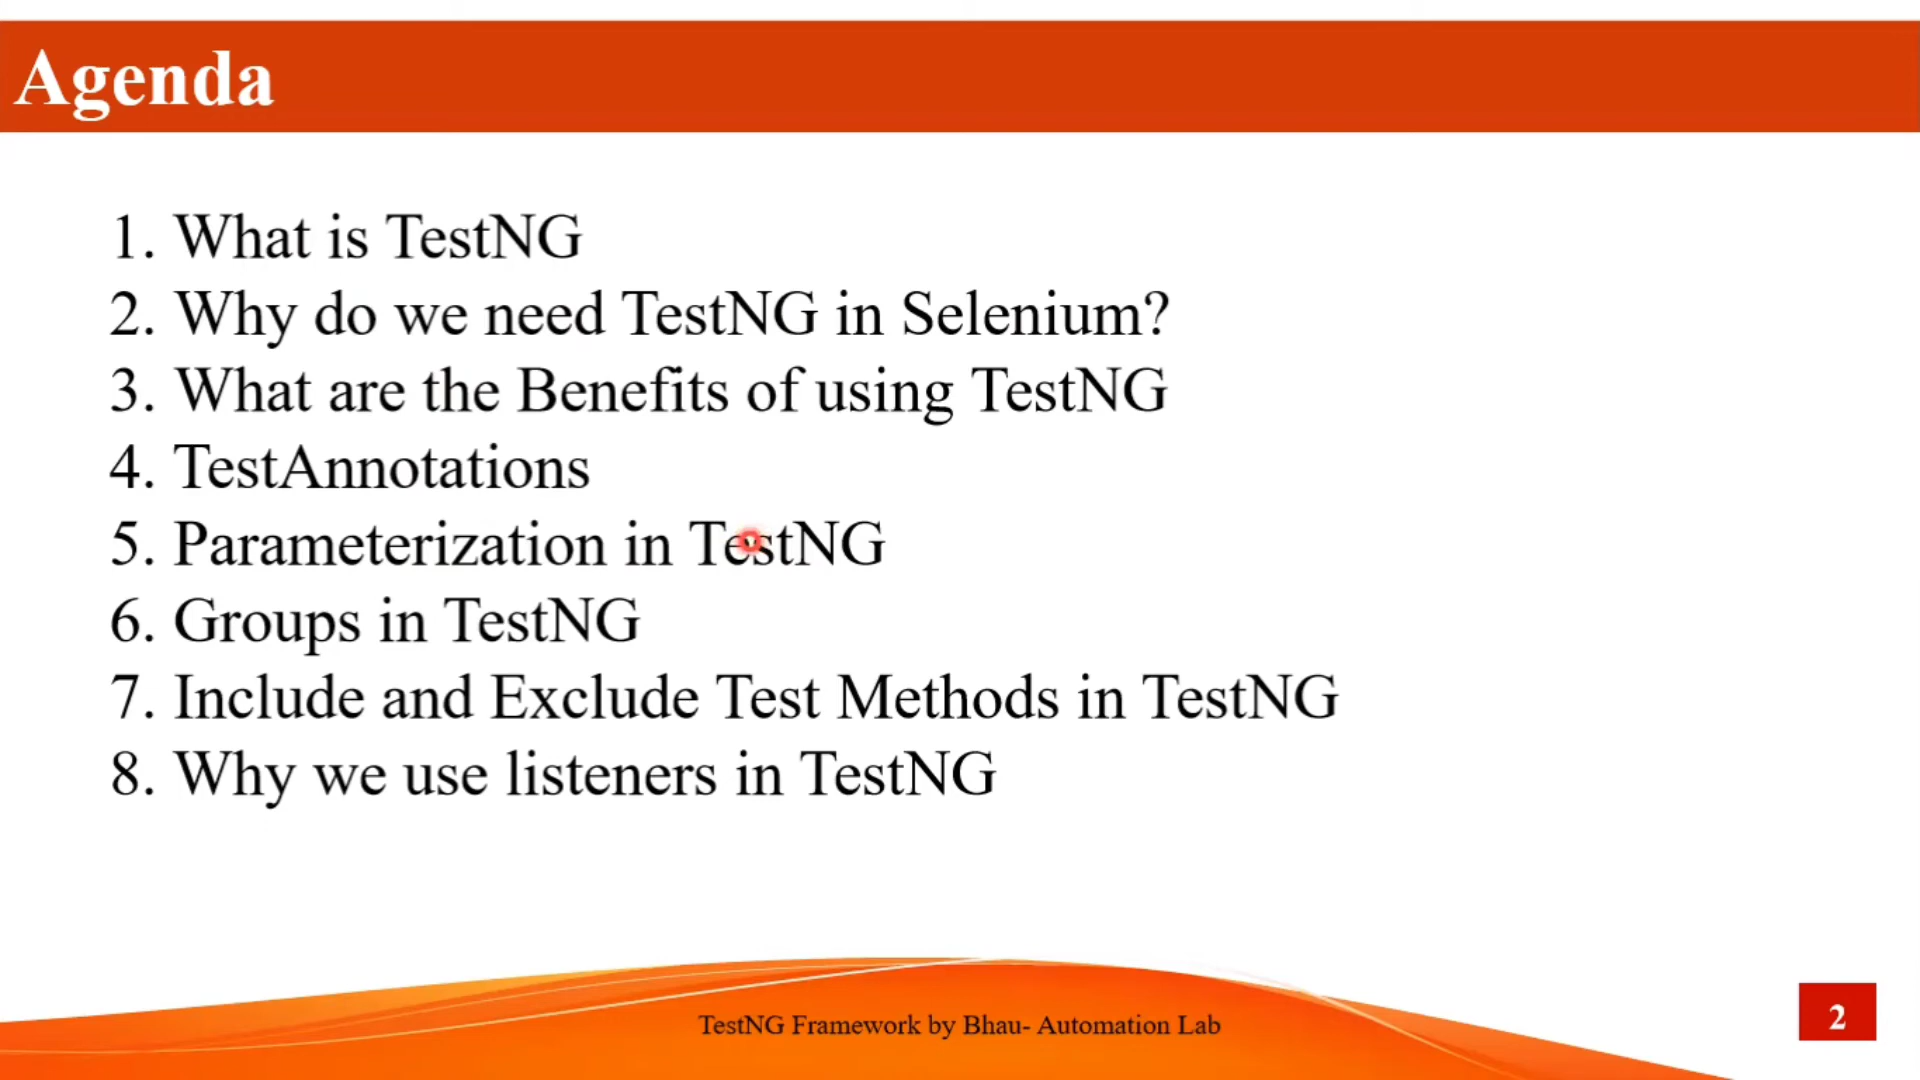 Agenda
1. What is TestNG
2. Why do we need TestNG in Selenium?
3. What are the Benefits of using TestNG
4. TestAnnotations
5. Parameterization in TestNG
6. Groups in TestNG
7. Include and Exclude Test Methods in TestNG
8. Why we use listeners in TestNG
TestNG Framework by Bhau- Automation Lab
2